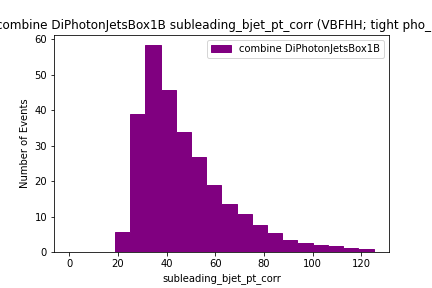 combine DiPhotonJetsBox1B subleading_bjet_pt_corr (VBFHH; tight pho_
combine DiPhotonJetsBox1B
60
50
40
30
20
10
0
Number of Events
0 20 40 60 80 100 120
subleading_bjet_pt_corr